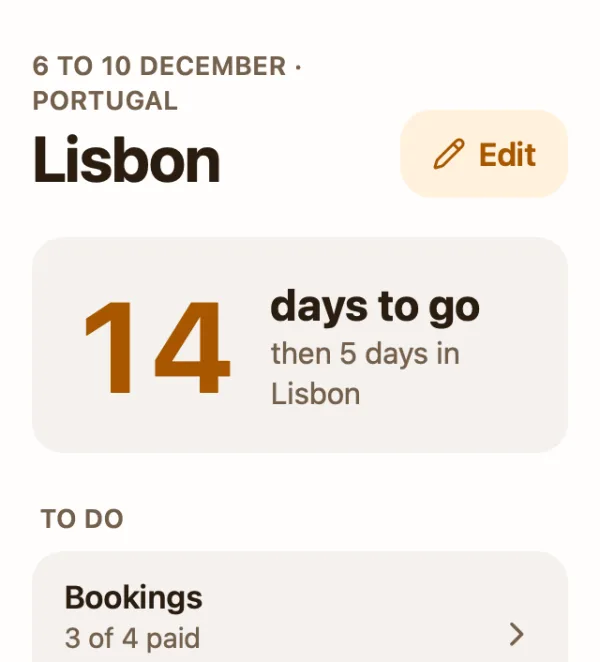 6 TO 10 DECEMBER ·
PORTUGAL
Lisbon
Edit
14
days to go
then 5 days in
Lisbon
TO DO
Bookings
3 of 4 paid